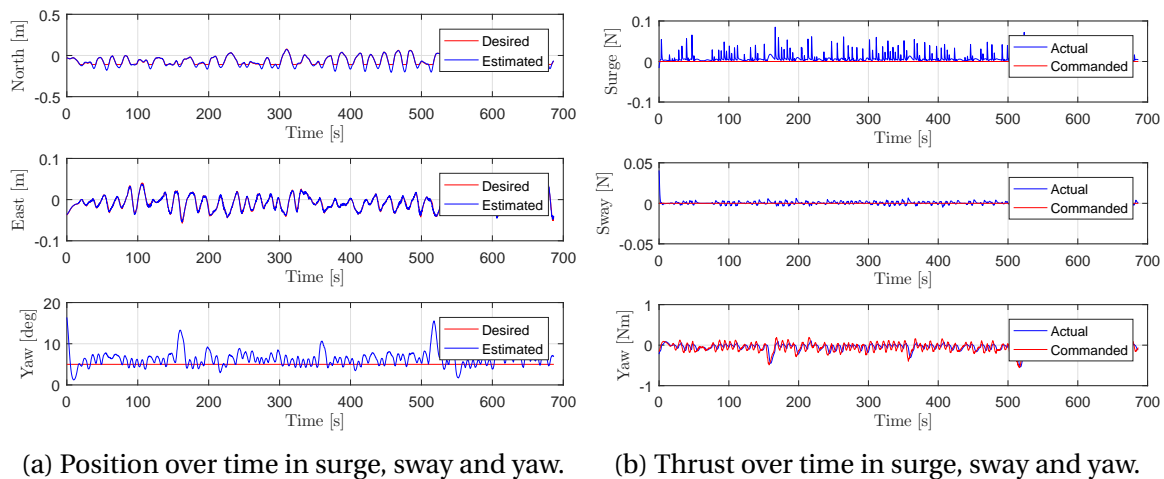 0.5
0
-0.5
North [m]
0 100 200 300 400 500 600 700
Time [s]
Desired
Estimated
0.1
0
-0.1
East [m]
0 100 200 300 400 500 600 700
Time [s]
Desired
Estimated
20
10
0
Yaw [deg]
0 100 200 300 400 500 600 700
Time [s]
Desired
Estimated
(a) Position over time in surge, sway and yaw.
0.1
0
-0.1
Surge [N]
0 100 200 300 400 500 600 700
Time [s]
Actual
Commanded
0.05
0
-0.05
Sway [N]
0 100 200 300 400 500 600 700
Time [s]
Actual
Commanded
1
0
-1
Yaw [Nm]
0 100 200 300 400 500 600 700
Time [s]
Actual
Commanded
(b) Thrust over time in surge, sway and yaw.